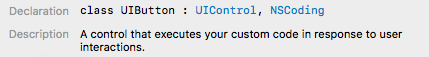 Declaration class UIButton : UIControl, NSCoding
Description A control that executes your custom code in response to user
interactions.